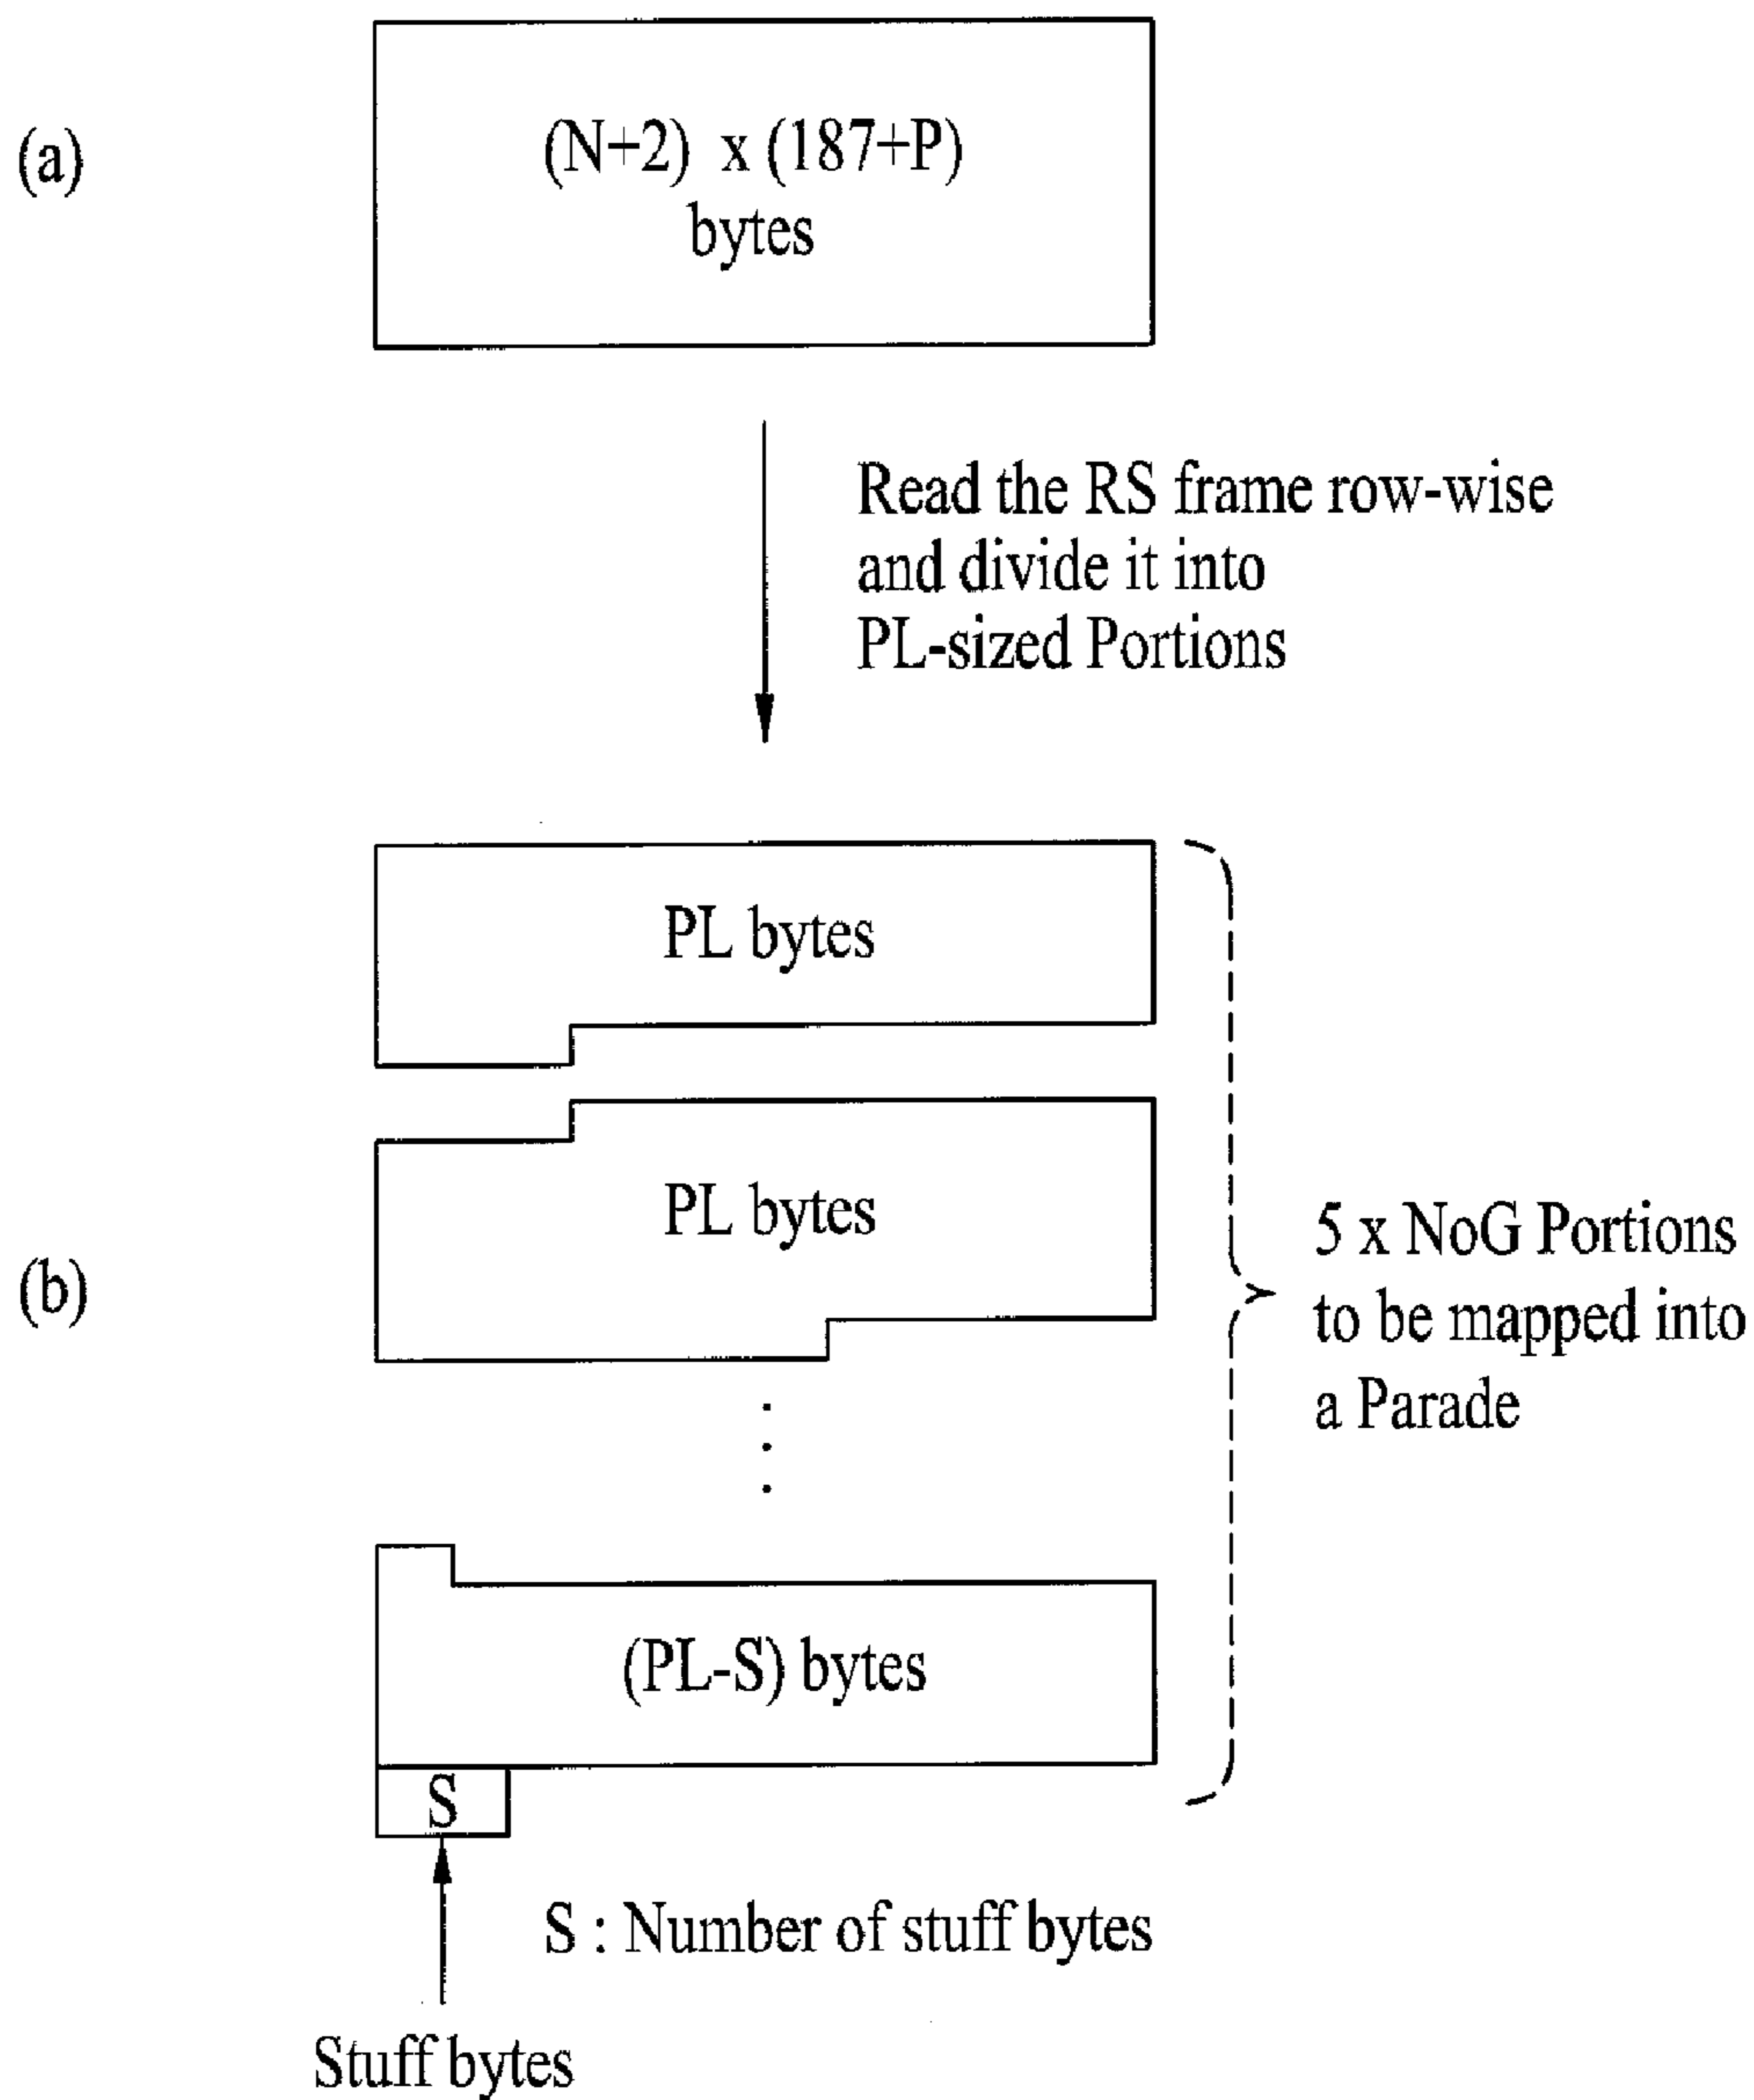 (a)
(N+2) x (187+P)
bytes
Read the RS frame row-wise
and divide it into
PL-sized Portions
(b)
PL bytes
PL bytes
5 x NoG Portions
to be mapped into
a Parade
(PL-S) bytes
S
S : Number of stuff bytes
Stuff bytes